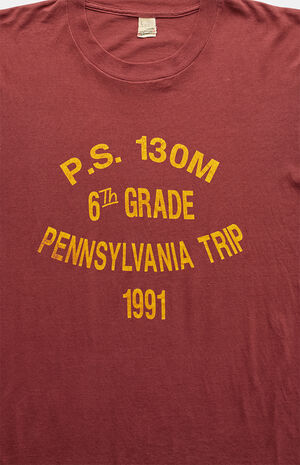 P.S. 130M
6Th GRADE
PENNSYLVANIA TRIP
1991